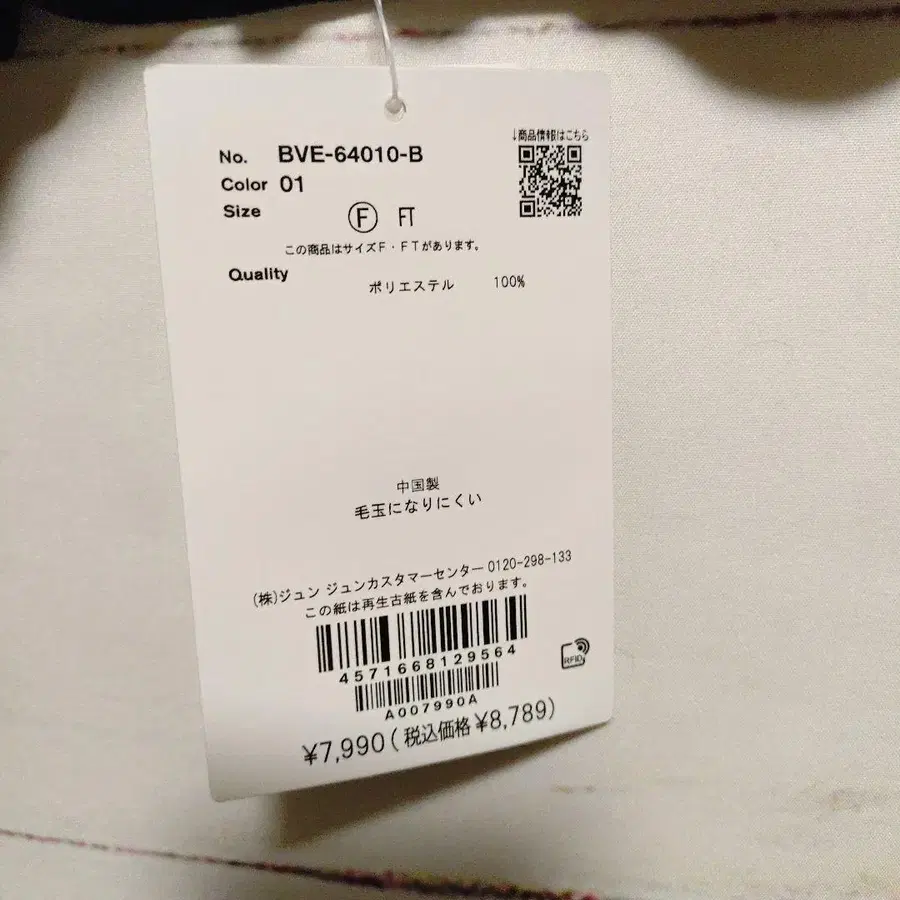 ↓商品情報はこちら
No. BVE-64010-B
Color 01
Size
Ⓕ FT
この商品はサイズF・FTがあります。
Quality
ポリエステル 100%
中国製
毛玉になりにくい
(株)ジュン ジュンカスタマーセンター 0120-298-133
この紙は再生古紙を含んでおります。
4571668129564
RFID
A007990A
¥7,990(税込価格¥8,789)